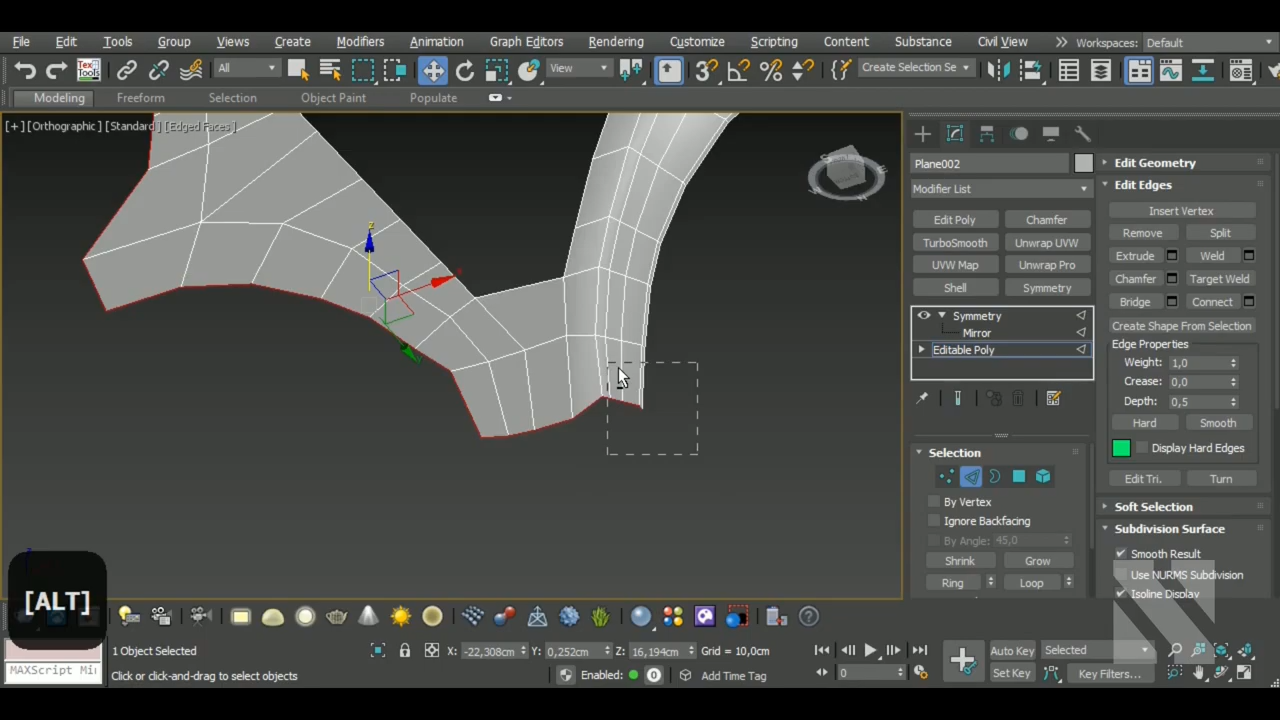 File Edit Tools Group Views Create Modifiers Animation Graph Editors Rendering Customize Scripting Content Substance Civil View Workspaces: Default
Tex Tools All View Create Selection Se
Modeling Freeform Selection Object Paint Populate
[+] [Orthographic] [Standard] [Edged Faces]
Plane002
Modifier List
Edit Poly Chamfer
TurboSmooth Unwrap UVW
UVW Map Unwrap Pro
Shell Symmetry
Symmetry
Mirror
Editable Poly
Selection
By Vertex
Ignore Backfacing
By Angle: 45,0
Shrink Grow
Ring Loop
Edit Geometry
Edit Edges
Insert Vertex
Remove Split
Extrude Weld
Chamfer Target Weld
Bridge Connect
Create Shape From Selection
Edge Properties
Weight: 1,0
Crease: 0,0
Depth: 0,5
Hard Smooth
Display Hard Edges
Edit Tri. Turn
Soft Selection
Subdivision Surface
Smooth Result
Use NURMS Subdivision
Isoline Display
z
[ALT]
1 Object Selected X: -22,308cm Y: 0,252cm Z: 16,194cm Grid = 10,0cm Auto Key Selected
MAXScript Mi Click or click-and-drag to select objects Enabled: 0 Add Time Tag 0 Set Key Key Filters...